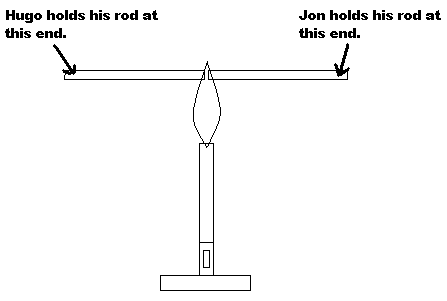 Hugo holds his rod at
this end.
Jon holds his rod at
this end.